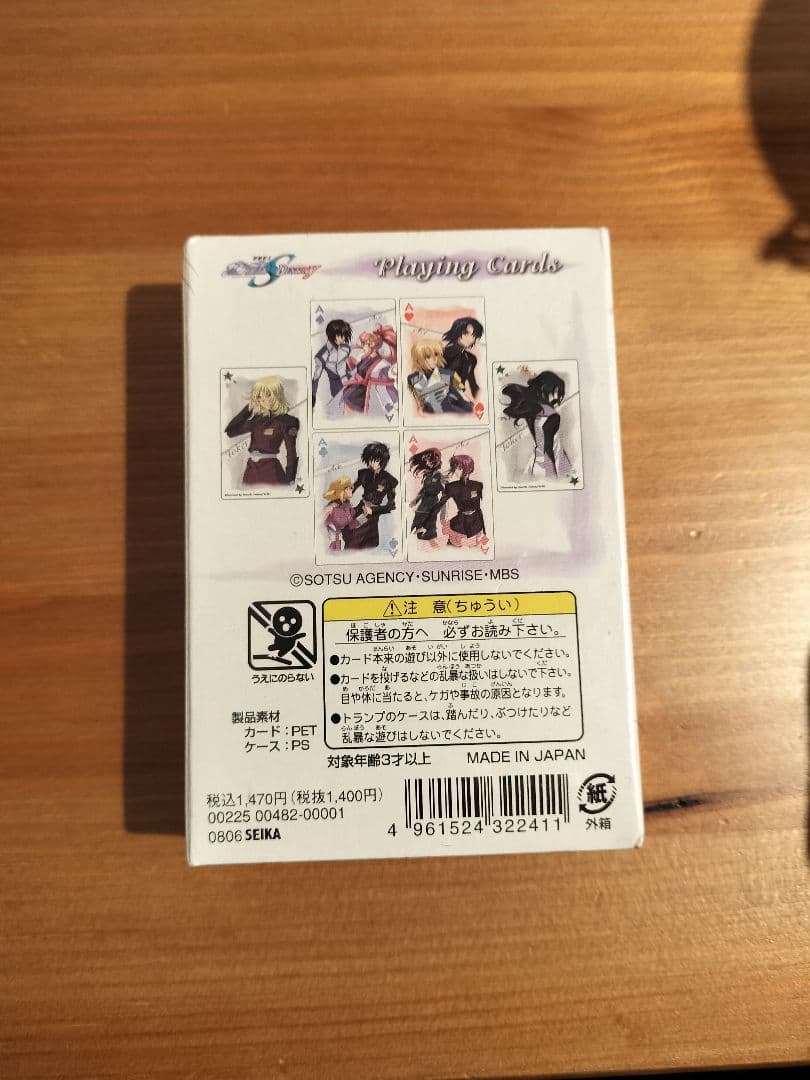 SEED DESTINY
Playing Cards
A
A
Joker
Joker
A
A
©SOTSU AGENCY・SUNRISE・MBS
うえにのらない
⚠注 意(ちゅうい)
保護者の方へ 必ずお読み下さい。
●カード本来の遊び以外に使用しないでください。
●カードを投げるなどの乱暴な扱いはしないで下さい。
目や体に当たると、ケガや事故の原因となります。
●トランプのケースは、踏んだり、ぶつけたりなど
乱暴な遊びはしないでください。
製品素材
カード:PET
ケース:PS
対象年齢3才以上 MADE IN JAPAN
税込1,470円(税抜1,400円)
00225 00482-00001
0806 SEIKA
4 961524 322411
紙
外箱